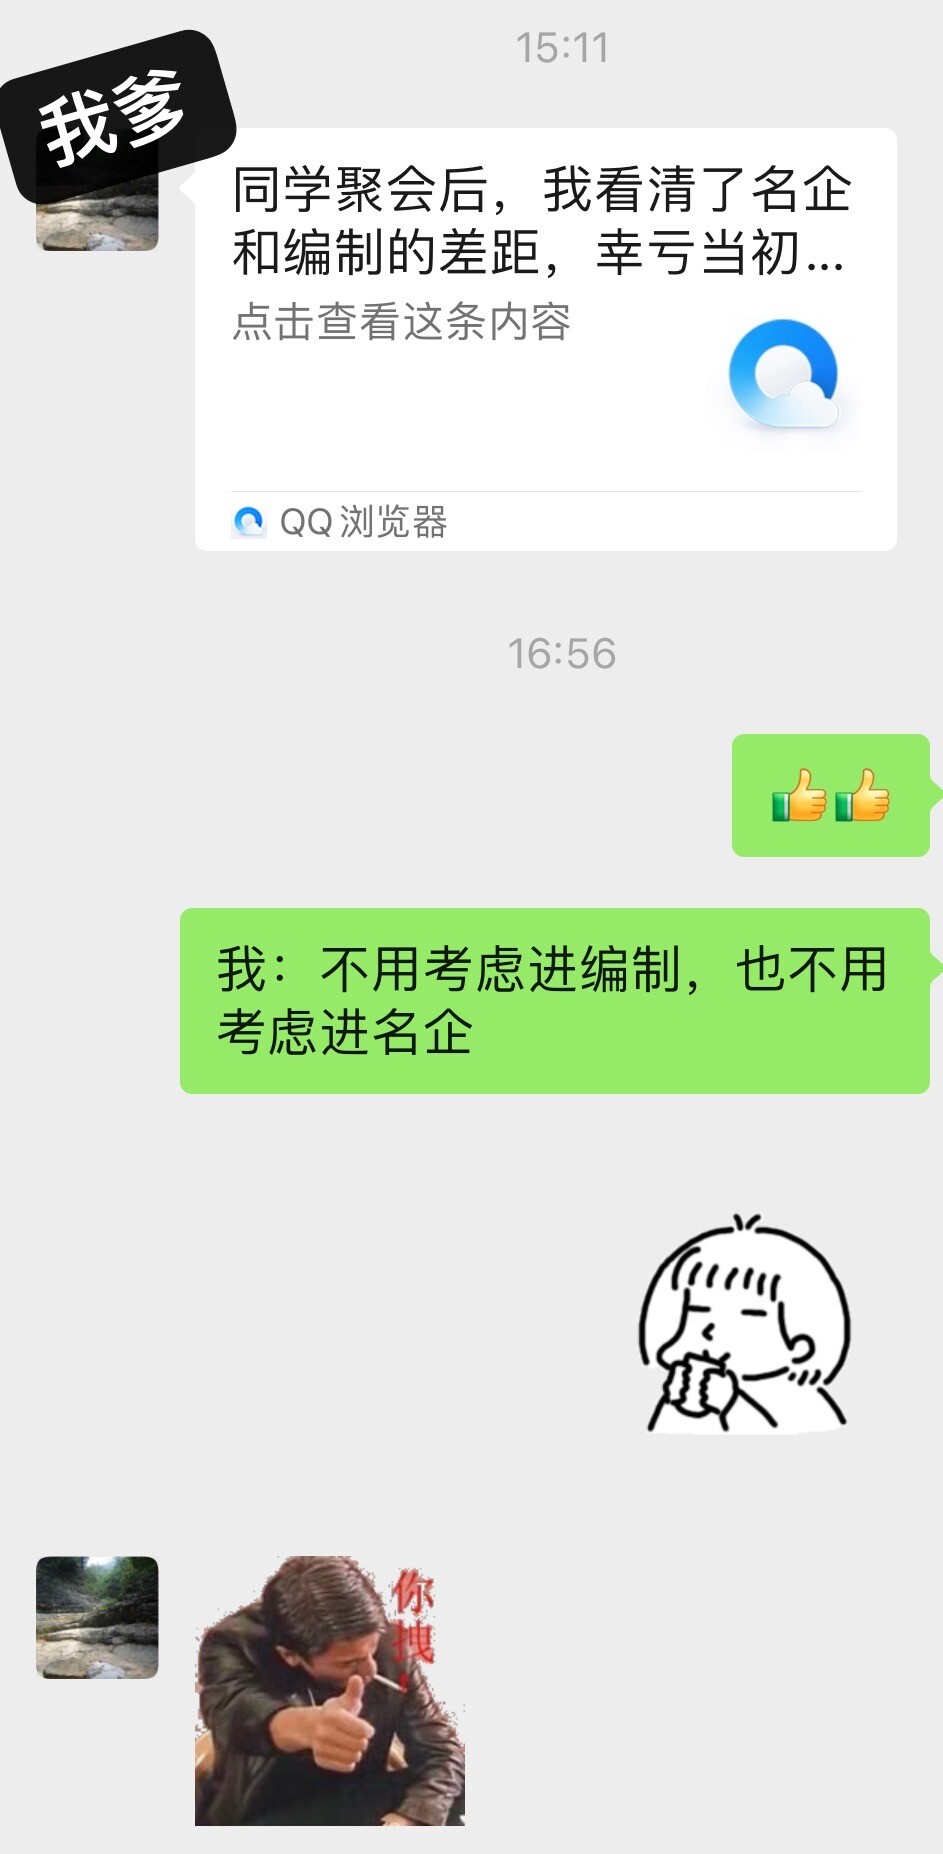 15:11
我爹
同学聚会后，我看清了名企
和编制的差距，幸亏当初...
点击查看这条内容
QQ浏览器
16:56
我：不用考虑进编制，也不用
考虑进名企
你
拽!